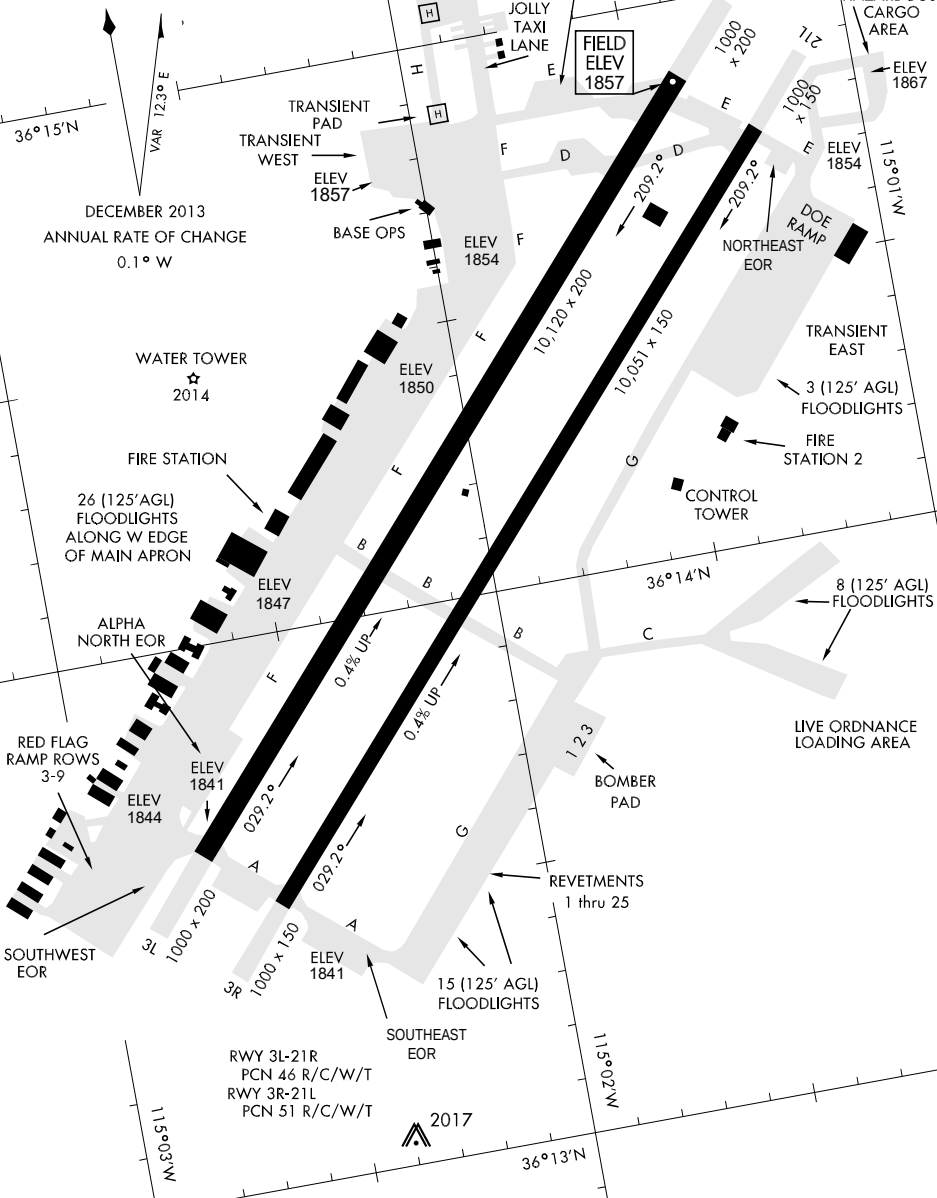 H
JOLLY
TAXI
LANE
1000
x 200
21L
CARGO
AREA
FIELD
ELEV
1857
H
E
ELEV
1867
VAR 12.3° E
36°15'N
TRANSIENT
PAD
H
TRANSIENT
WEST
ELEV
1857
E
1000
x 150
F
D
D
E
ELEV
1854
115°01'W
209.2°
209.2°
DECEMBER 2013
ANNUAL RATE OF CHANGE
0.1° W
BASE OPS
F
ELEV
1854
DOE
RAMP
NORTHEAST
EOR
10,120 x 200
10,051 x 150
F
TRANSIENT
EAST
WATER TOWER
2014
ELEV
1850
3 (125' AGL)
FLOODLIGHTS
FIRE STATION
F
G
FIRE
STATION 2
26 (125'AGL)
FLOODLIGHTS
ALONG W EDGE
OF MAIN APRON
CONTROL
TOWER
B
B
36°14'N
ELEV
1847
8 (125' AGL)
FLOODLIGHTS
ALPHA
NORTH EOR
B
C
F
0.4% UP
0.4% UP
RED FLAG
RAMP ROWS
3-9
LIVE ORDNANCE
LOADING AREA
1 2 3
BOMBER
PAD
ELEV
1841
ELEV
1844
029.2°
029.2°
G
A
REVETMENTS
1 thru 25
A
3L
1000 x 200
3R
1000 x 150
ELEV
1841
SOUTHWEST
EOR
15 (125' AGL)
FLOODLIGHTS
SOUTHEAST
EOR
RWY 3L-21R
PCN 46 R/C/W/T
RWY 3R-21L
PCN 51 R/C/W/T
115°02'W
115°03'W
2017
36°13'N